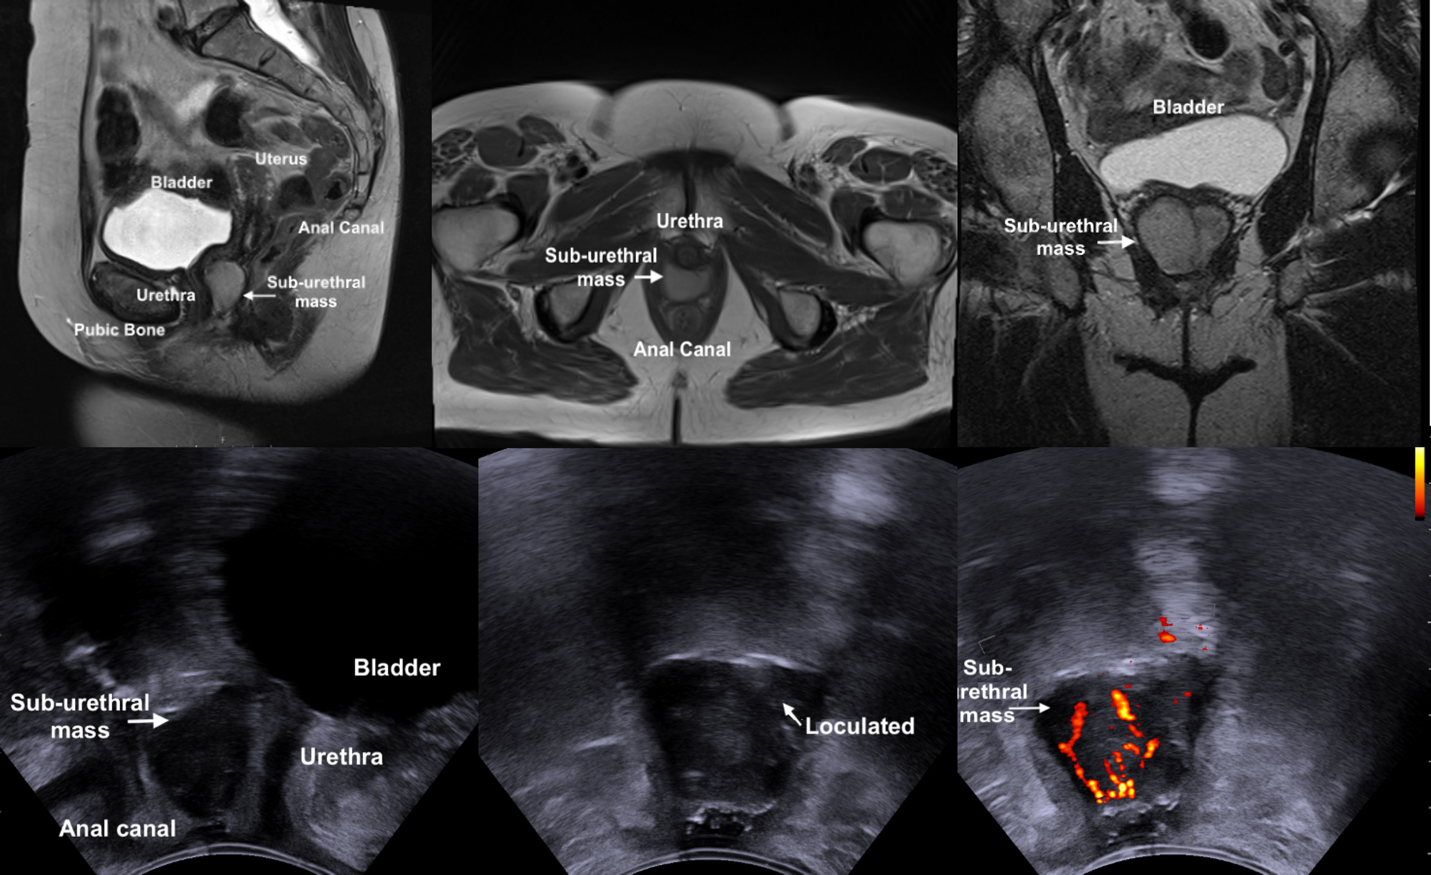 Uterus
Bladder
Anal Canal
Urethra
Sub-urethral
mass
Pubic Bone
Urethra
Sub-urethral
mass
Anal Canal
Bladder
Sub-urethral
mass
Bladder
Sub-urethral
mass
Urethra
Anal canal
Loculated
Sub-
urethral
mass